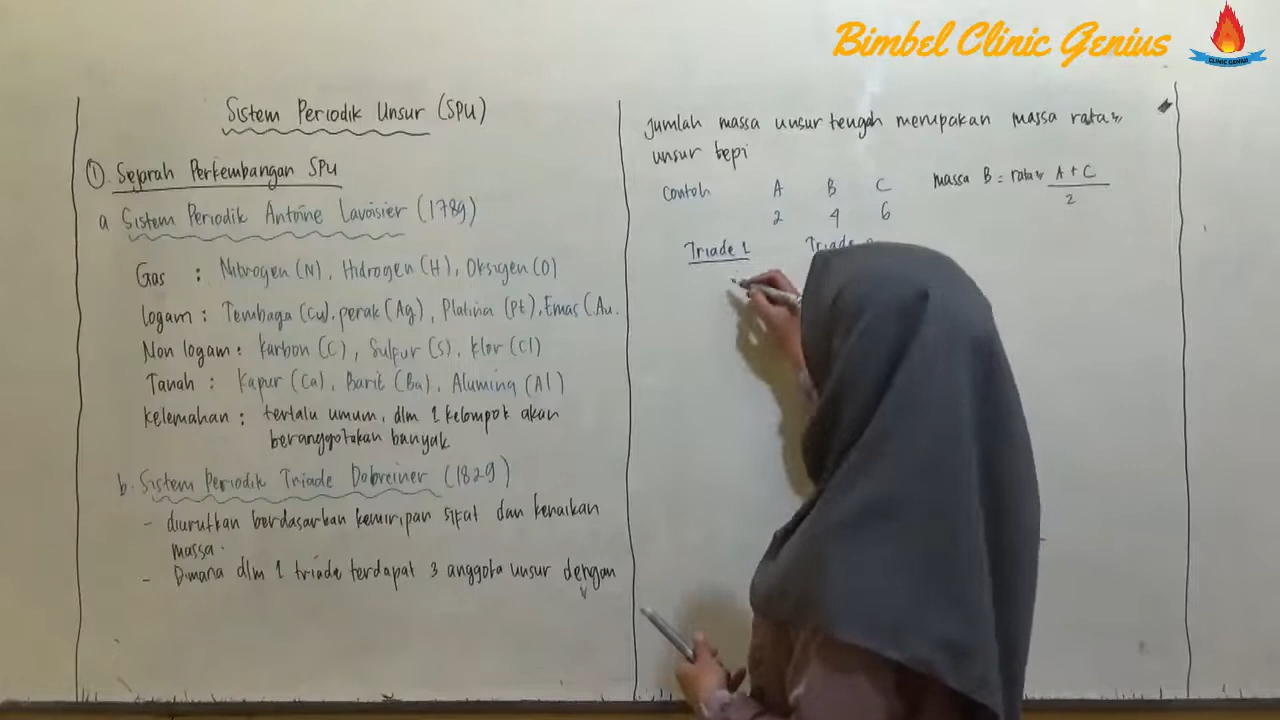 Bimbel Clinic Genius
CLINIC GENIUS
Sistem Periodik Unsur (SPU)
① Sejarah Perkembangan SPU
a Sistem Periodik Antoine Lavoisier (1789)
Gas : Nitrogen (N), Hidrogen (H), Oksigen (O)
logam : Tembaga (Cu), perak (Ag), Platina (Pt), Emas (Au.
Non logam : Karbon (C), Sulpur (S), Klor (Cl)
Tanah : Kapur (Ca), Barit (Ba), Alumina (Al)
Kelemahan : terlalu umum, dlm 1 kelompok akan
beranggotakan banyak
b. Sistem Periodik Triade Dobreiner (1829)
- diurutkan berdasarkan kemiripan sifat dan kenaikan
massa.
- Dimana dlm 1 triade terdapat 3 anggota unsur dengan
Jumlah massa unsur tengah merupakan massa rata²
unsur tepi
Contoh A B C massa B = rata² A + C
2
2 4 6
Triade 1 Triade